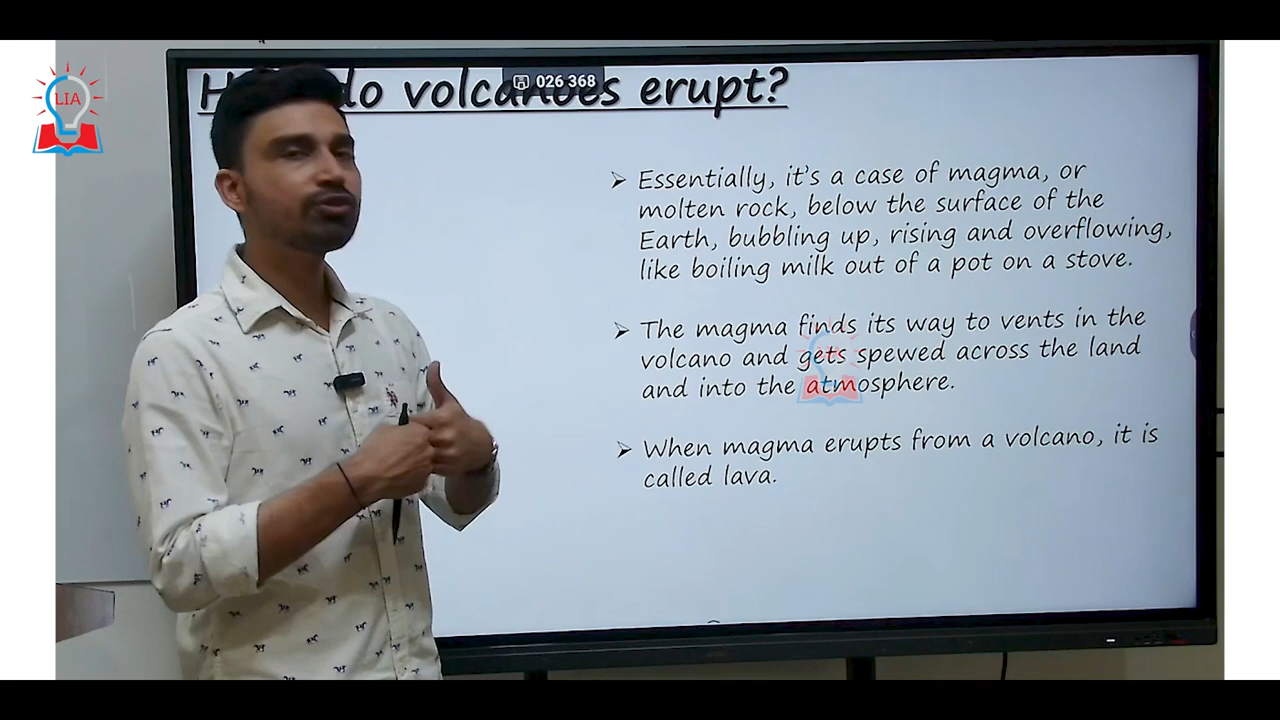 LIA
do volcanoes erupt?
026 368
➢ Essentially, it's a case of magma, or
molten rock, below the surface of the
Earth, bubbling up, rising and overflowing,
like boiling milk out of a pot on a stove.
➢ The magma finds its way to vents in the
volcano and gets spewed across the land
and into the atmosphere.
➢ When magma erupts from a volcano, it is
called lava.